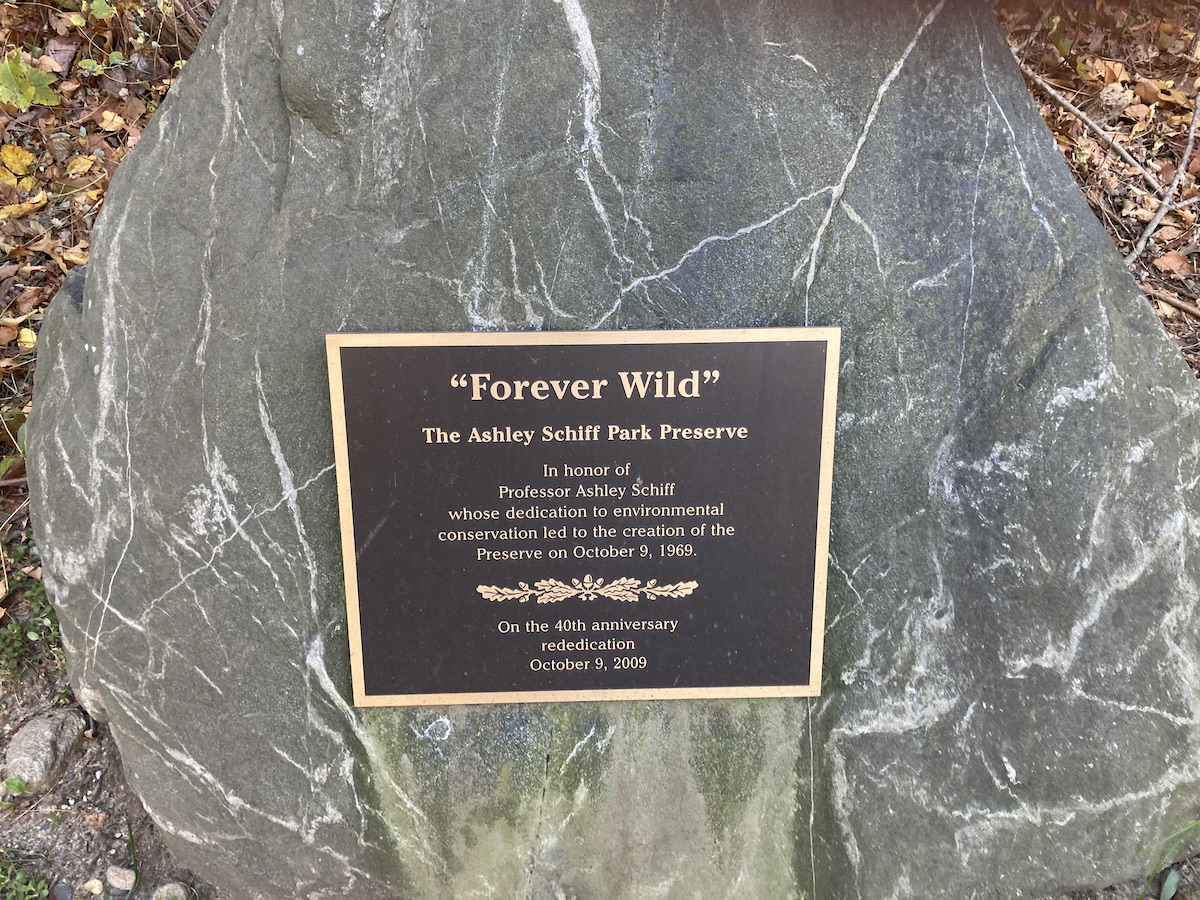 “Forever Wild”
The Ashley Schiff Park Preserve
In honor of
Professor Ashley Schiff
whose dedication to environmental
conservation led to the creation of the
Preserve on October 9, 1969.
On the 40th anniversary
rededication
October 9, 2009